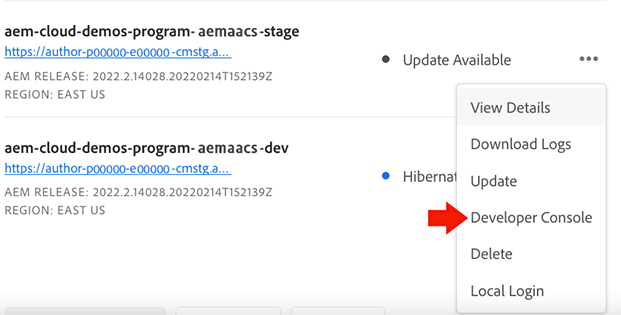 aem-cloud-demos-program-aemaacs-stage
https://author-p00000-e00000-cmstg.a...
Update Available
AEM RELEASE: 2022.2.14028.20220214T152139Z
REGION: EAST US
View Details
Download Logs
Update
Developer Console
Delete
Local Login
aem-cloud-demos-program-aemaacs-dev
https://author-p00000-e00000-cmstg.a...
Hibernat
AEM RELEASE: 2022.2.14028.20220214T152139Z
REGION: EAST US